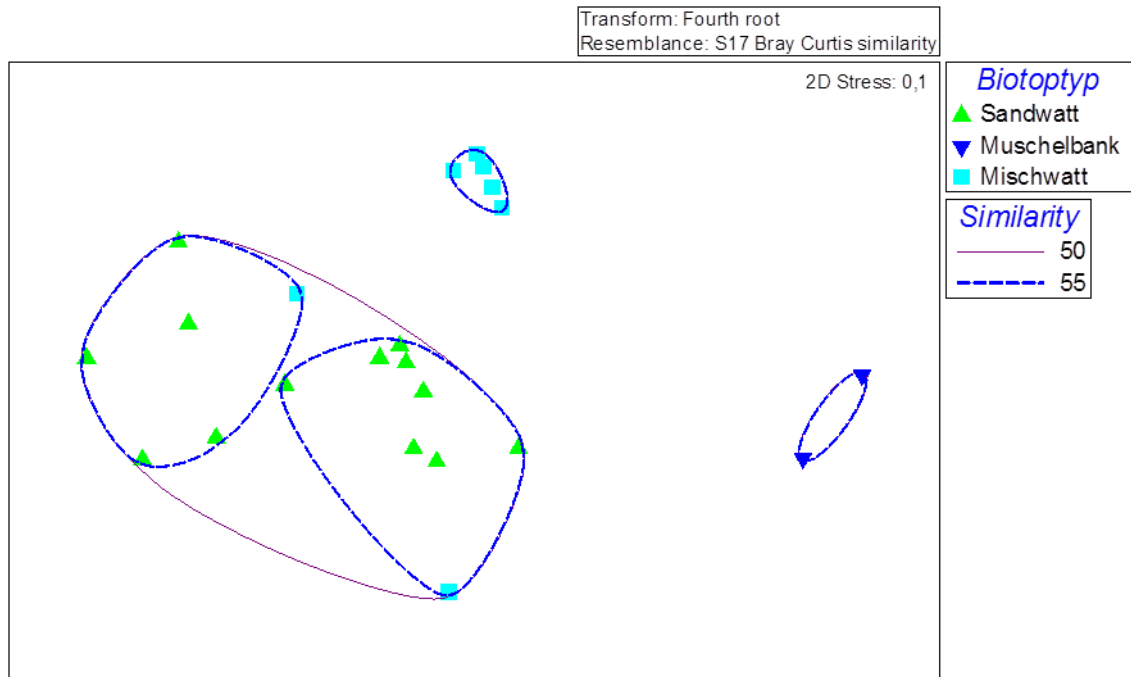 Transform: Fourth root
Resemblance: S17 Bray Curtis similarity
2D Stress: 0,1
Biotoptyp
Sandwatt
Muschelbank
Mischwatt
Similarity
50
55